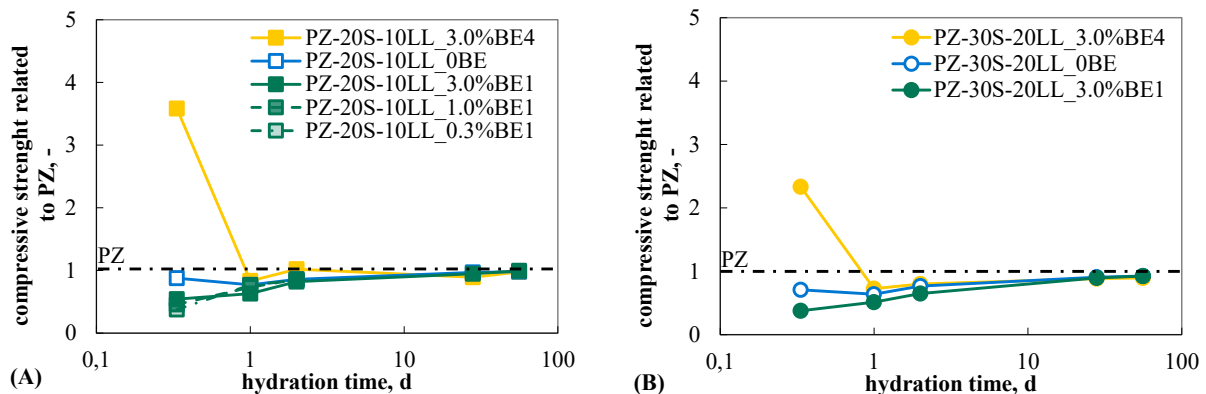 compressive strenght related
to PZ, -
5
4
3
2
1
0
PZ
PZ-20S-10LL_3.0%BE4
PZ-20S-10LL_0BE
PZ-20S-10LL_3.0%BE1
PZ-20S-10LL_1.0%BE1
PZ-20S-10LL_0.3%BE1
0,1
1
10
100
hydration time, d
(A)
compressive strenght related
to PZ, -
5
4
3
2
1
0
PZ
PZ-30S-20LL_3.0%BE4
PZ-30S-20LL_0BE
PZ-30S-20LL_3.0%BE1
0,1
1
10
100
hydration time, d
(B)